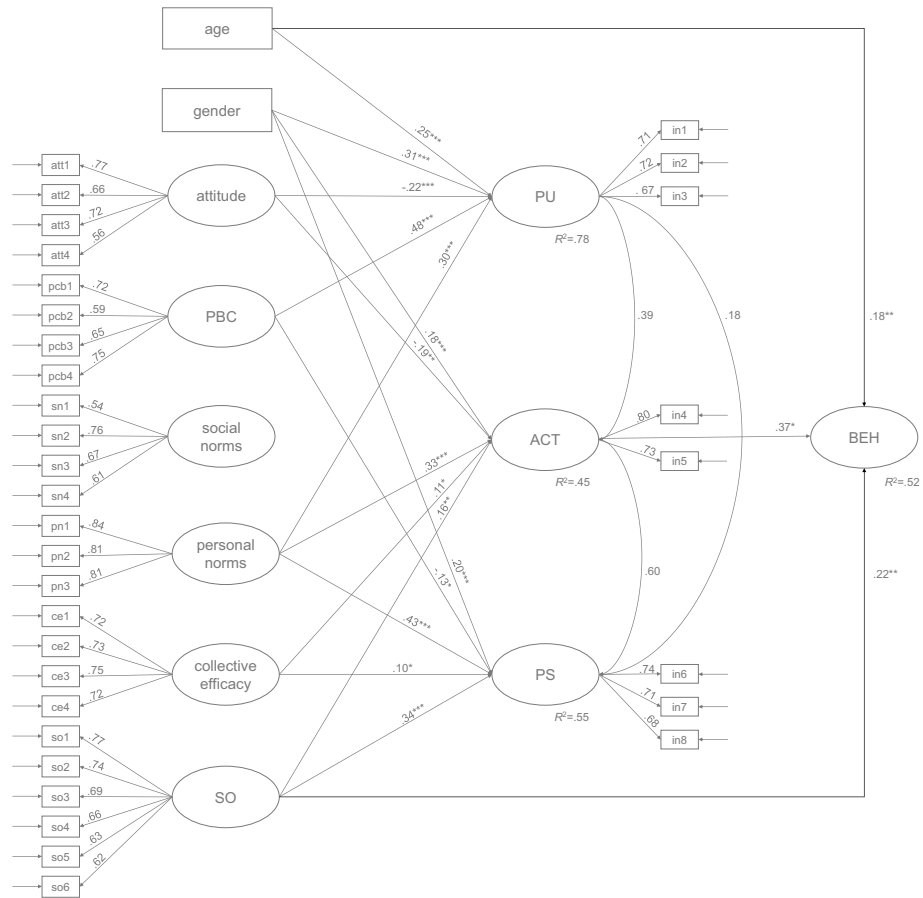 age
gender
.25***
.31***
-.22***
.48***
.30***
.18***
-.19**
.33***
.11*
.16**
.20***
-.13*
.43***
.10*
.34***
att1
.77
att2
.66
att3
.72
att4
.56
attitude
pcb1
.72
pcb2
.59
pcb3
.65
pcb4
.75
PBC
sn1
.54
sn2
.76
sn3
.67
sn4
.61
social
norms
pn1
.84
pn2
.81
pn3
.81
personal
norms
ce1
.72
ce2
.73
ce3
.75
ce4
.72
collective
efficacy
so1
.77
so2
.74
so3
.69
so4
.66
so5
.63
so6
.62
SO
PU
R²=.78
.71
in1
.72
in2
.67
in3
.39
.18
.18**
ACT
R²=.45
.80
in4
.73
in5
.37*
BEH
R²=.52
.60
.22**
PS
R²=.55
.74
in6
.71
in7
.68
in8